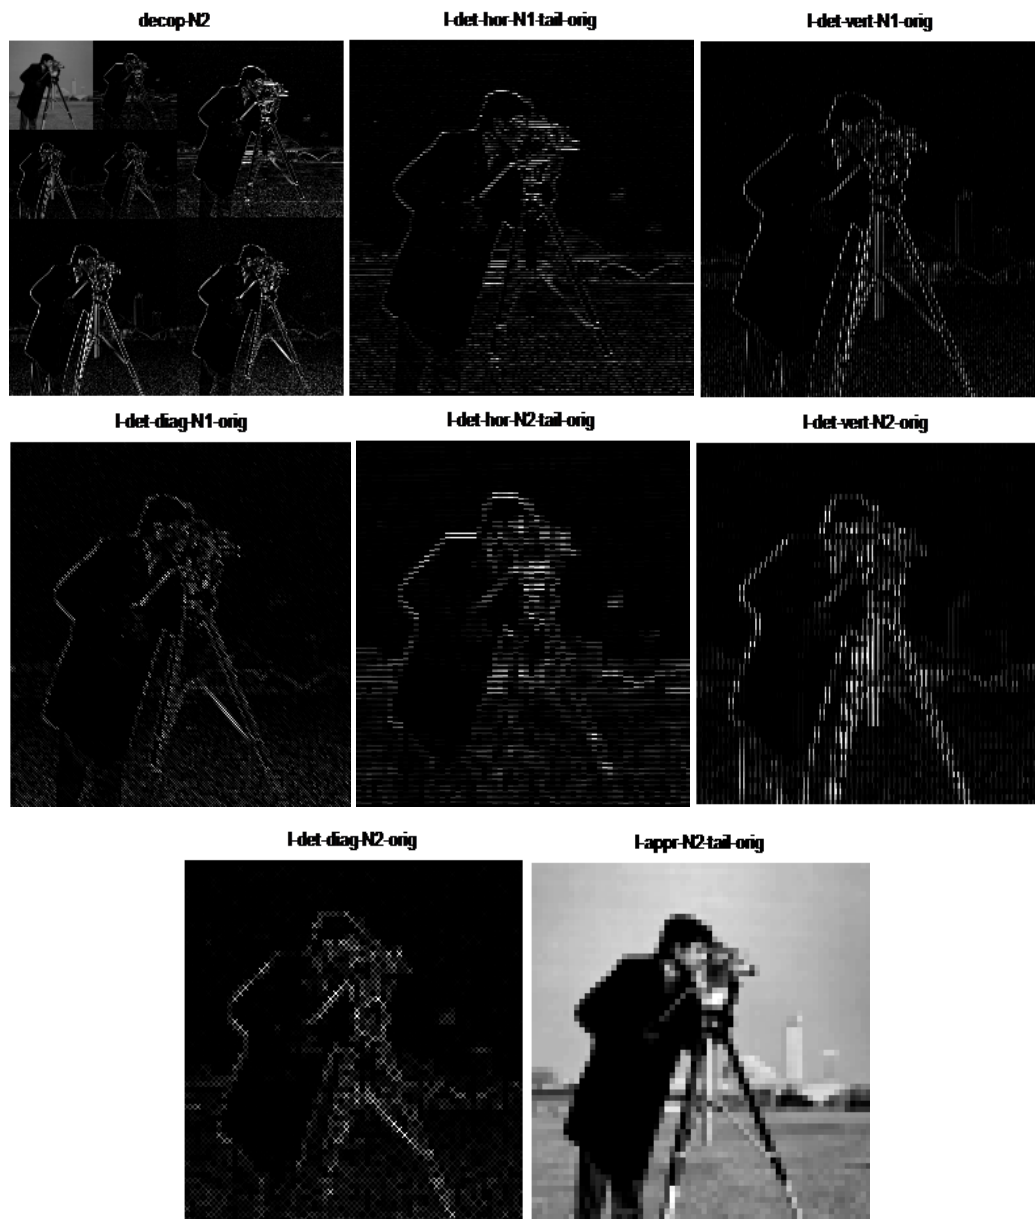 decop-N2
I-det-hor-N1-tail-orig
I-det-vert-N1-orig
I-det-diag-N1-orig
I-det-hor-N2-tail-orig
I-det-vert-N2-orig
I-det-diag-N2-orig
I-appr-N2-tail-orig